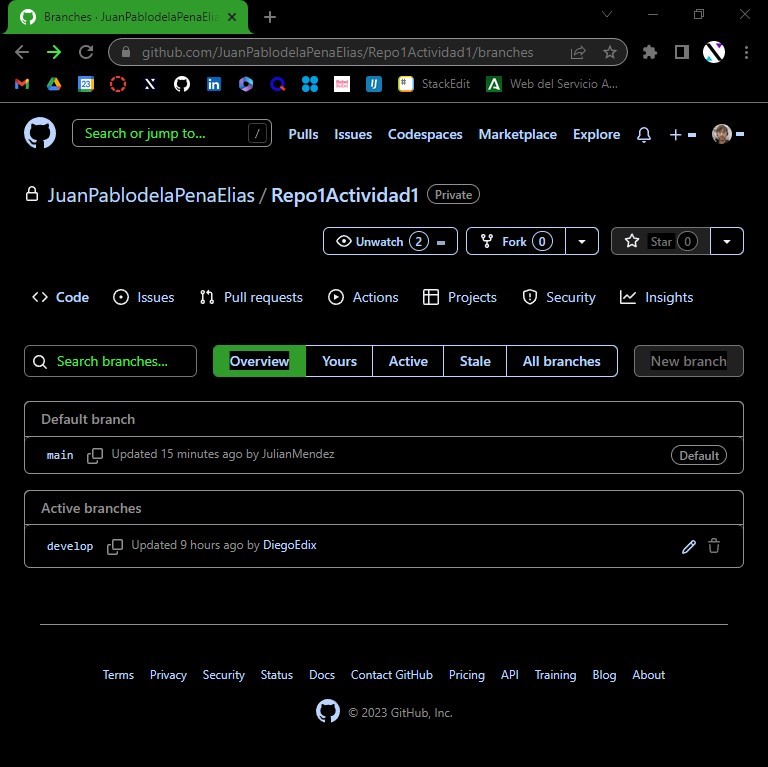 Branches · JuanPablodelaPenaElia
github.com/JuanPablodelaPenaElias/Repo1Actividad1/branches
23 X in IJ # StackEdit A Web del Servicio A...
Search or jump to... / Pulls Issues Codespaces Marketplace Explore
JuanPablodelaPenaElias / Repo1Actividad1 Private
Unwatch 2 Fork 0 Star 0
Code Issues Pull requests Actions Projects Security Insights
Search branches... Overview Yours Active Stale All branches New branch
Default branch
main Updated 15 minutes ago by JulianMendez Default
Active branches
develop Updated 9 hours ago by DiegoEdix
Terms Privacy Security Status Docs Contact GitHub Pricing API Training Blog About
© 2023 GitHub, Inc.